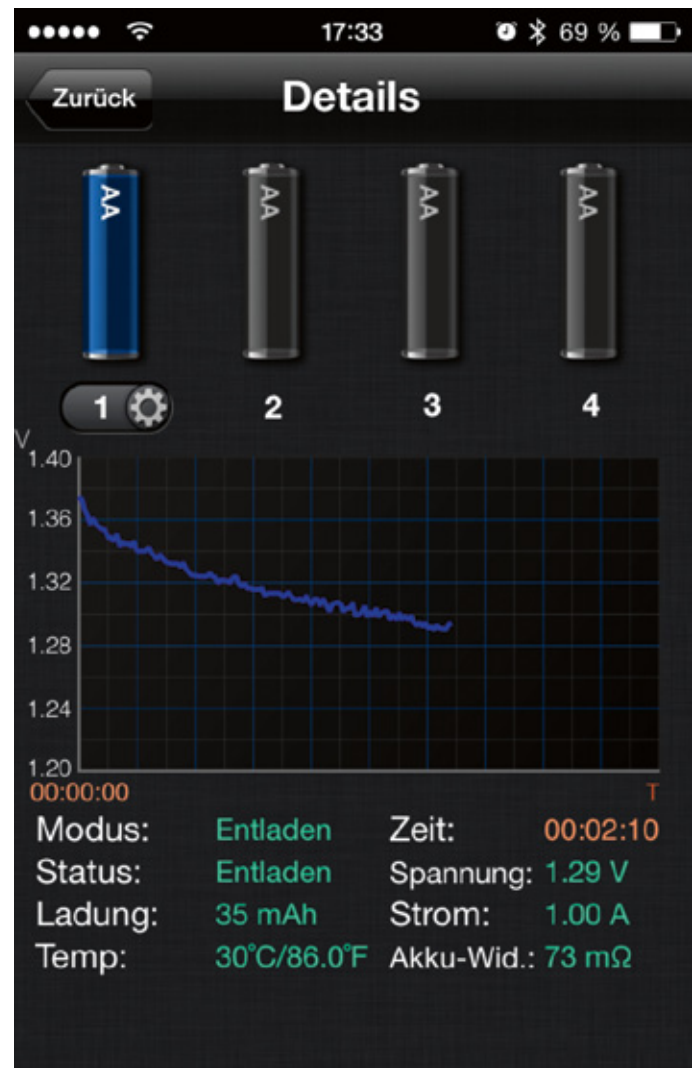 17:33 69 %
Zurück Details
AA AA AA AA
1 2 3 4
V
1.40
1.36
1.32
1.28
1.24
1.20
00:00:00 T
Modus: Entladen Zeit: 00:02:10
Status: Entladen Spannung: 1.29 V
Ladung: 35 mAh Strom: 1.00 A
Temp: 30°C/86.0°F Akku-Wid.: 73 mΩ